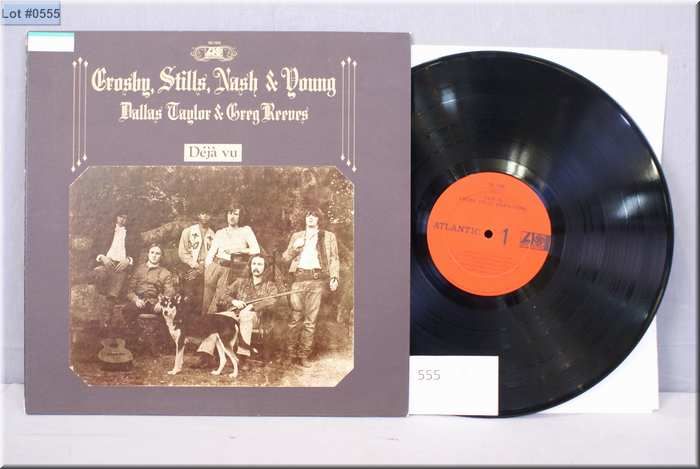 Lot #0555
Crosby, Stills, Nash & Young
Dallas Taylor & Greg Reeves
Déjà vu
ATLANTIC 1
555